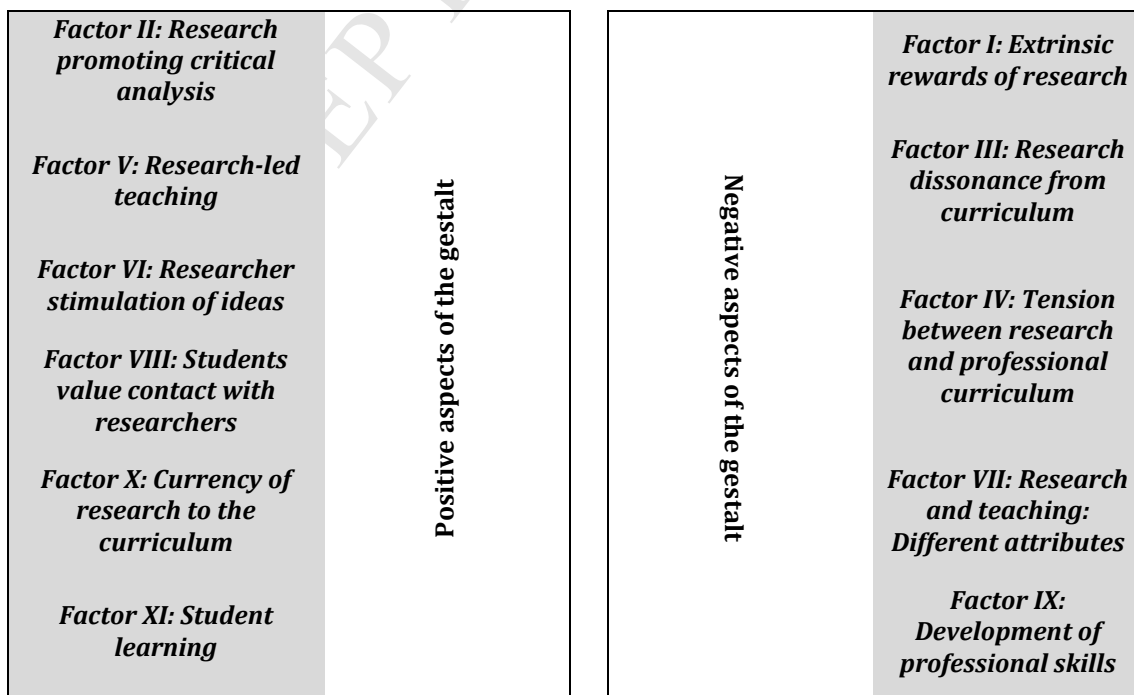 Factor II: Research
promoting critical
analysis
Factor V: Research-led
teaching
Factor VI: Researcher
stimulation of ideas
Factor VIII: Students
value contact with
researchers
Factor X: Currency of
research to the
curriculum
Factor XI: Student
learning
Positive aspects of the gestalt
Negative aspects of the gestalt
Factor I: Extrinsic
rewards of research
Factor III: Research
dissonance from
curriculum
Factor IV: Tension
between research
and professional
curriculum
Factor VII: Research
and teaching:
Different attributes
Factor IX:
Development of
professional skills